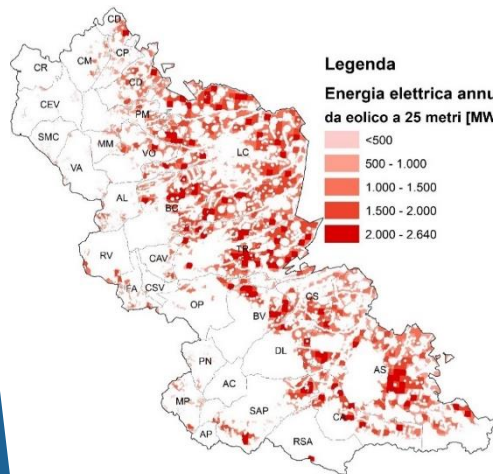 CD
CM
CP
CR
CD
CEV
PM
SMC
MM
LC
VA
AL
BC
RV
CAV
TR
CSV
OP
CS
BV
DL
AS
PN
AC
MP
SAP
CA
AP
RSA
Legenda
Energia elettrica annu
da eolico a 25 metri [MW
<500
500 - 1.000
1.000 - 1.500
1.500 - 2.000
2.000 - 2.640